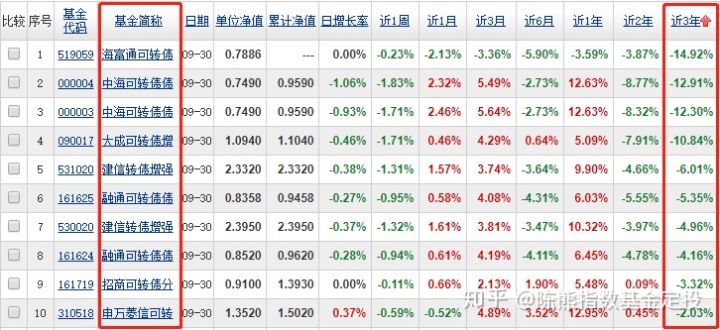 比较 序号 基金代码 基金简称 日期 单位净值 累计净值 日增长率 近1周 近1月 近3月 近6月 近1年 近2年 近3年
1 519059 海富通可转债债 09-30 0.7886 --- 0.00% -0.23% -2.13% -3.36% -5.90% -3.59% -3.87% -14.92%
2 000004 中海可转债债 09-30 0.7490 0.9590 -1.06% -1.83% 2.32% 5.49% -2.73% 12.63% -8.32% -12.91%
3 000003 中海可转债债 09-30 0.7490 0.9590 -0.93% -1.71% 2.46% 5.64% -2.73% 12.63% -8.77% -12.30%
4 090017 大成可转债增 09-30 1.0940 1.1040 -0.46% -1.71% 0.46% 4.29% 0.64% 5.09% -7.91% -10.84%
5 531020 建信转债增强 09-30 2.3320 2.3320 -0.38% -1.31% 1.57% 3.74% -3.64% 9.90% -4.66% -6.01%
6 161625 融通可转债债 09-30 0.8358 0.9458 -0.27% -0.95% 0.58% 4.08% -4.31% 6.03% -5.55% -5.35%
7 530020 建信转债增强 09-30 2.3950 2.3950 -0.37% -1.32% 1.61% 3.81% -3.47% 10.32% -3.97% -4.96%
8 161624 融通可转债债 09-30 0.8520 0.9620 -0.28% -0.94% 0.61% 4.19% -4.11% 6.45% -4.78% -4.16%
9 161719 招商可转债分 09-30 0.9100 1.3930 0.00% -0.11% 0.66% 2.13% 1.90% 5.48% 0.09% -3.32%
10 310518 申万菱信可转 09-30 1.3520 1.5020 0.37% -0.59% -0.52% 4.89% 3.52% 12.95% 0.45% -2.03%
知乎 @陈熊指数基金定投